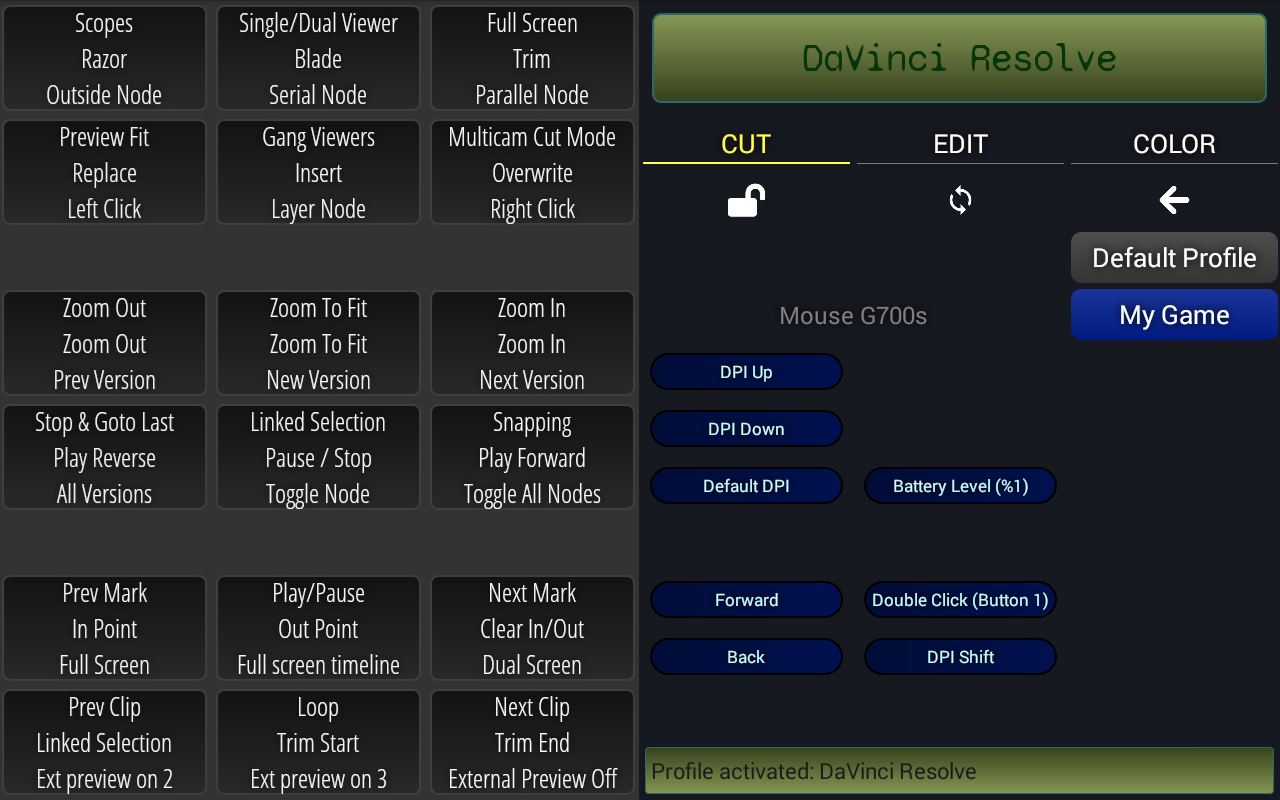 Scopes
Razor
Outside Node
Single/Dual Viewer
Blade
Serial Node
Full Screen
Trim
Parallel Node
Preview Fit
Replace
Left Click
Gang Viewers
Insert
Layer Node
Multicam Cut Mode
Overwrite
Right Click
Zoom Out
Zoom Out
Prev Version
Zoom To Fit
Zoom To Fit
New Version
Zoom In
Zoom In
Next Version
Stop & Goto Last
Play Reverse
All Versions
Linked Selection
Pause / Stop
Toggle Node
Snapping
Play Forward
Toggle All Nodes
Prev Mark
In Point
Full Screen
Play/Pause
Out Point
Full screen timeline
Next Mark
Clear In/Out
Dual Screen
Prev Clip
Linked Selection
Ext preview on 2
Loop
Trim Start
Ext preview on 3
Next Clip
Trim End
External Preview Off
DaVinci Resolve
CUT
EDIT
COLOR
Default Profile
Mouse G700s
My Game
DPI Up
DPI Down
Default DPI
Battery Level (%1)
Forward
Double Click (Button 1)
Back
DPI Shift
Profile activated: DaVinci Resolve